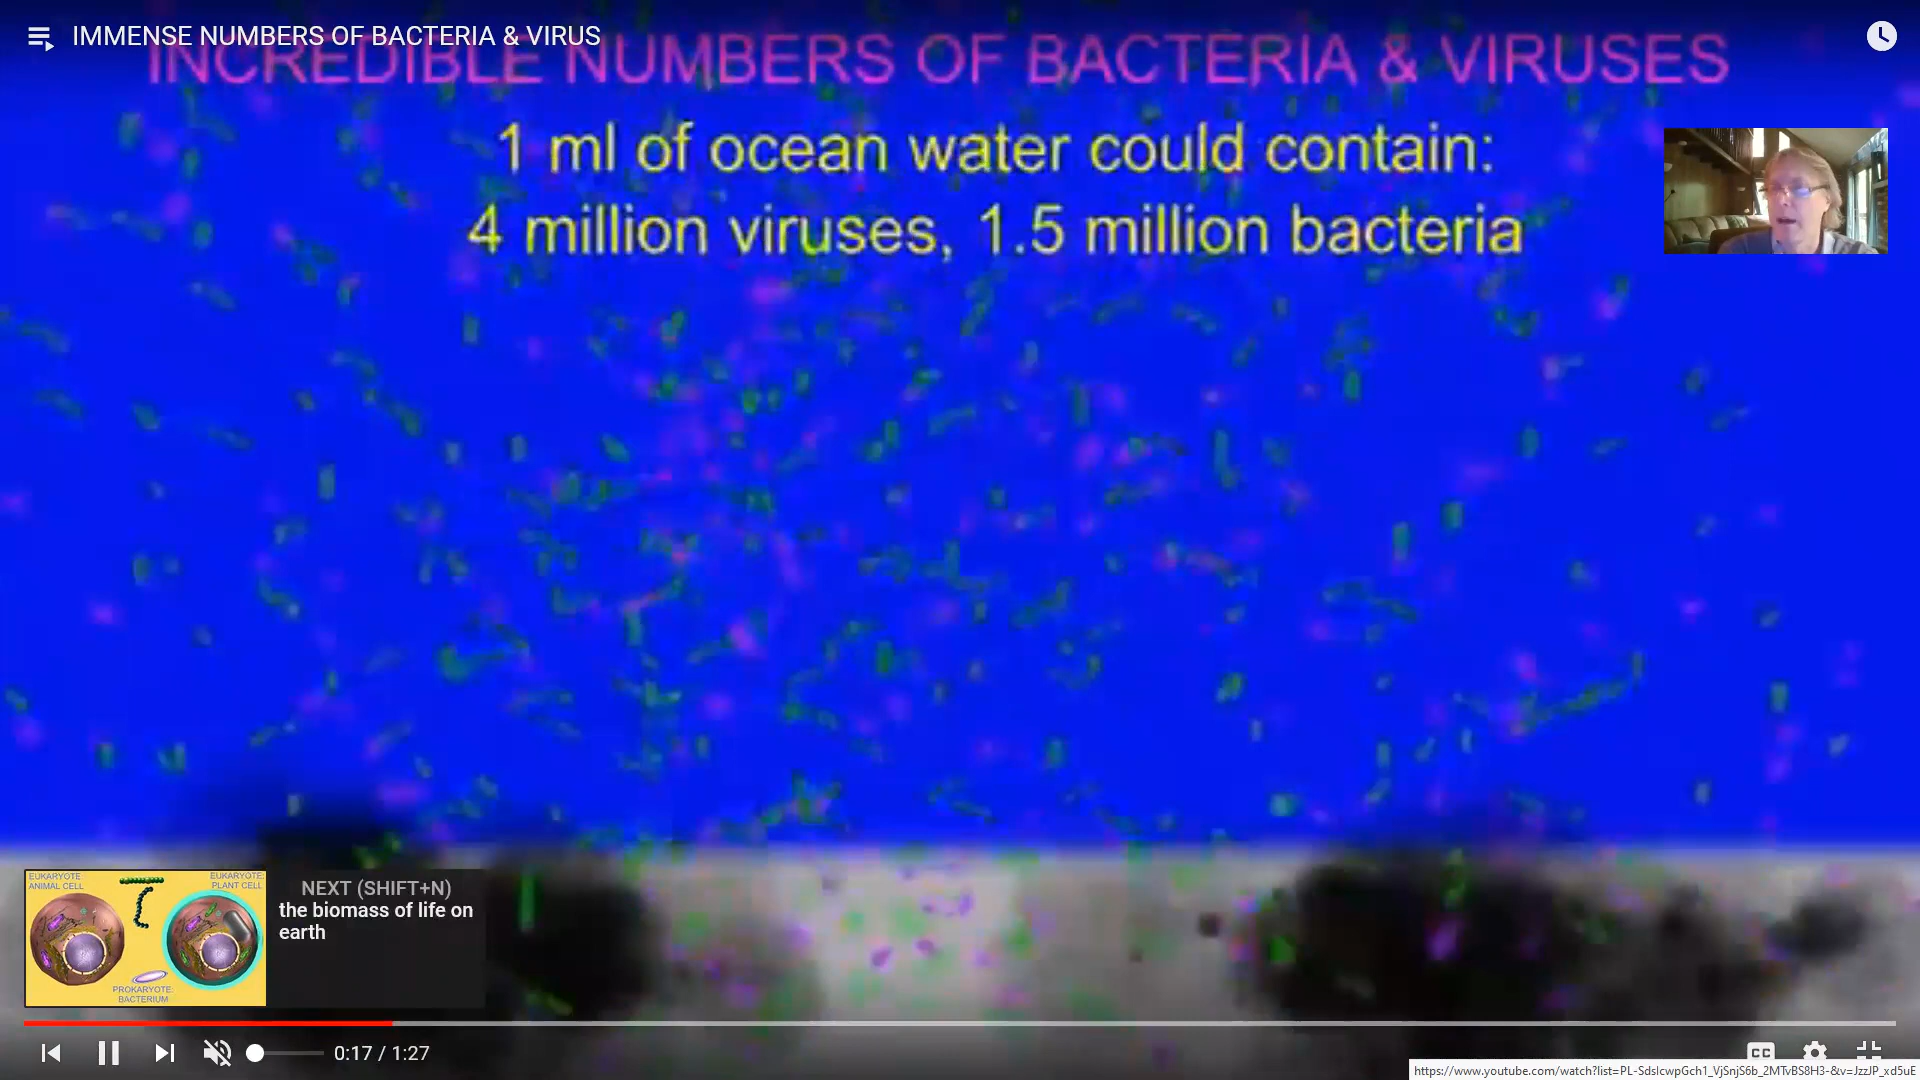 IMMENSE NUMBERS OF BACTERIA & VIRUS
INCREDIBLE NUMBERS OF BACTERIA & VIRUSES
1 ml of ocean water could contain:
4 million viruses, 1.5 million bacteria
EUKARYOTE: ANIMAL CELL
EUKARYOTE: PLANT CELL
PROKARYOTE: BACTERIUM
NEXT (SHIFT+N)
the biomass of life on
earth
0:17 / 1:27
CC
https://www.youtube.com/watch?list=PL-SdsIcwpGch1_VjSnjS6b_2MTvBS8H3-&v=JzzJP_xd5uE